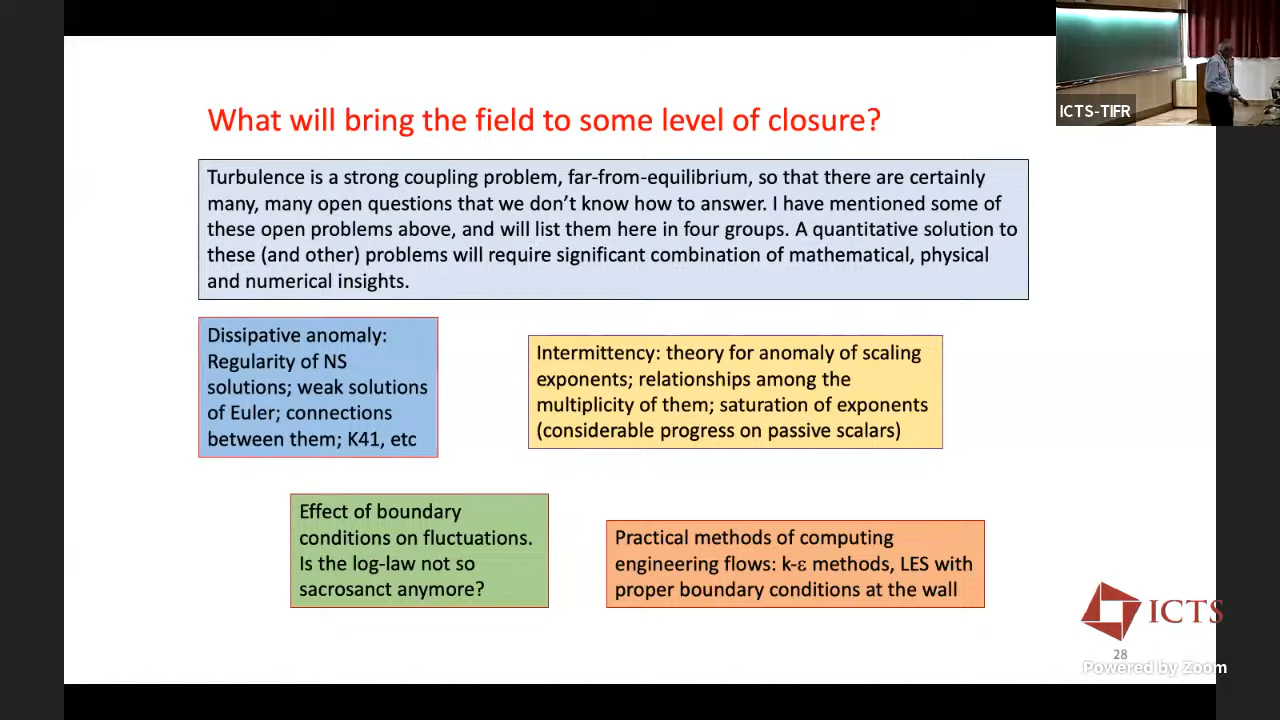 ICTS-TIFR
What will bring the field to some level of closure?
Turbulence is a strong coupling problem, far-from-equilibrium, so that there are certainly
many, many open questions that we don’t know how to answer. I have mentioned some of
these open problems above, and will list them here in four groups. A quantitative solution to
these (and other) problems will require significant combination of mathematical, physical
and numerical insights.
Dissipative anomaly:
Regularity of NS
solutions; weak solutions
of Euler; connections
between them; K41, etc
Intermittency: theory for anomaly of scaling
exponents; relationships among the
multiplicity of them; saturation of exponents
(considerable progress on passive scalars)
Effect of boundary
conditions on fluctuations.
Is the log-law not so
sacrosanct anymore?
Practical methods of computing
engineering flows: k-ε methods, LES with
proper boundary conditions at the wall
ICTS
28
Powered by Zoom